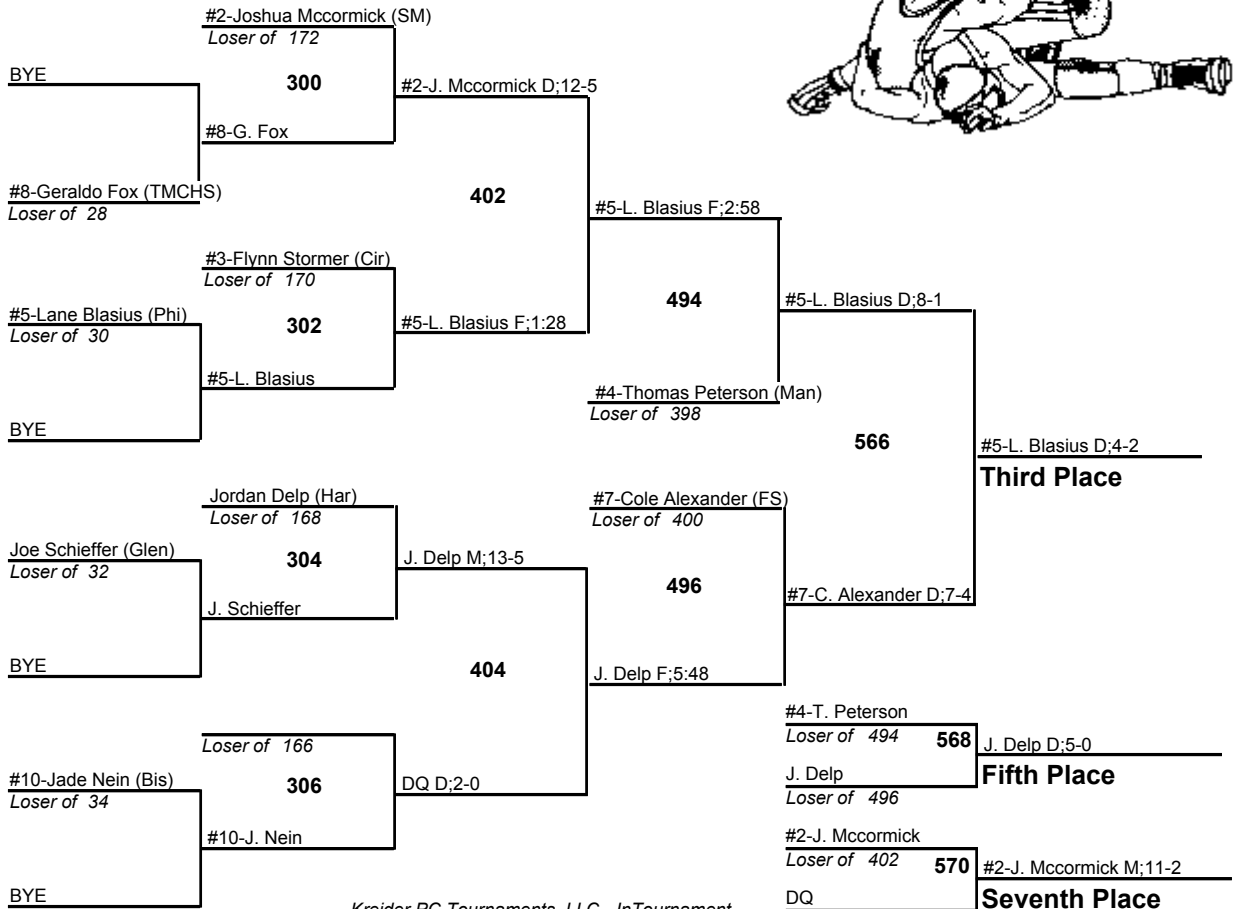 #2-Joshua Mccormick (SM)
Loser of 172
BYE
300
#2-J. Mccormick D;12-5
#8-G. Fox
#8-Geraldo Fox (TMCHS)
Loser of 28
402
#5-L. Blasius F;2:58
#3-Flynn Stormer (Cir)
Loser of 170
#5-Lane Blasius (Phi)
Loser of 30
302
#5-L. Blasius F;1:28
494
#5-L. Blasius D;8-1
#5-L. Blasius
#4-Thomas Peterson (Man)
Loser of 398
BYE
566
#5-L. Blasius D;4-2
Third Place
Jordan Delp (Har)
Loser of 168
#7-Cole Alexander (FS)
Loser of 400
Joe Schieffer (Glen)
Loser of 32
304
J. Delp M;13-5
496
#7-C. Alexander D;7-4
J. Schieffer
BYE
404
J. Delp F;5:48
#4-T. Peterson
Loser of 494
568
J. Delp D;5-0
Fifth Place
J. Delp
Loser of 496
Loser of 166
#10-Jade Nein (Bis)
Loser of 34
306
DQ D;2-0
#10-J. Nein
#2-J. Mccormick
Loser of 402
570
#2-J. Mccormick M;11-2
Seventh Place
BYE
DQ